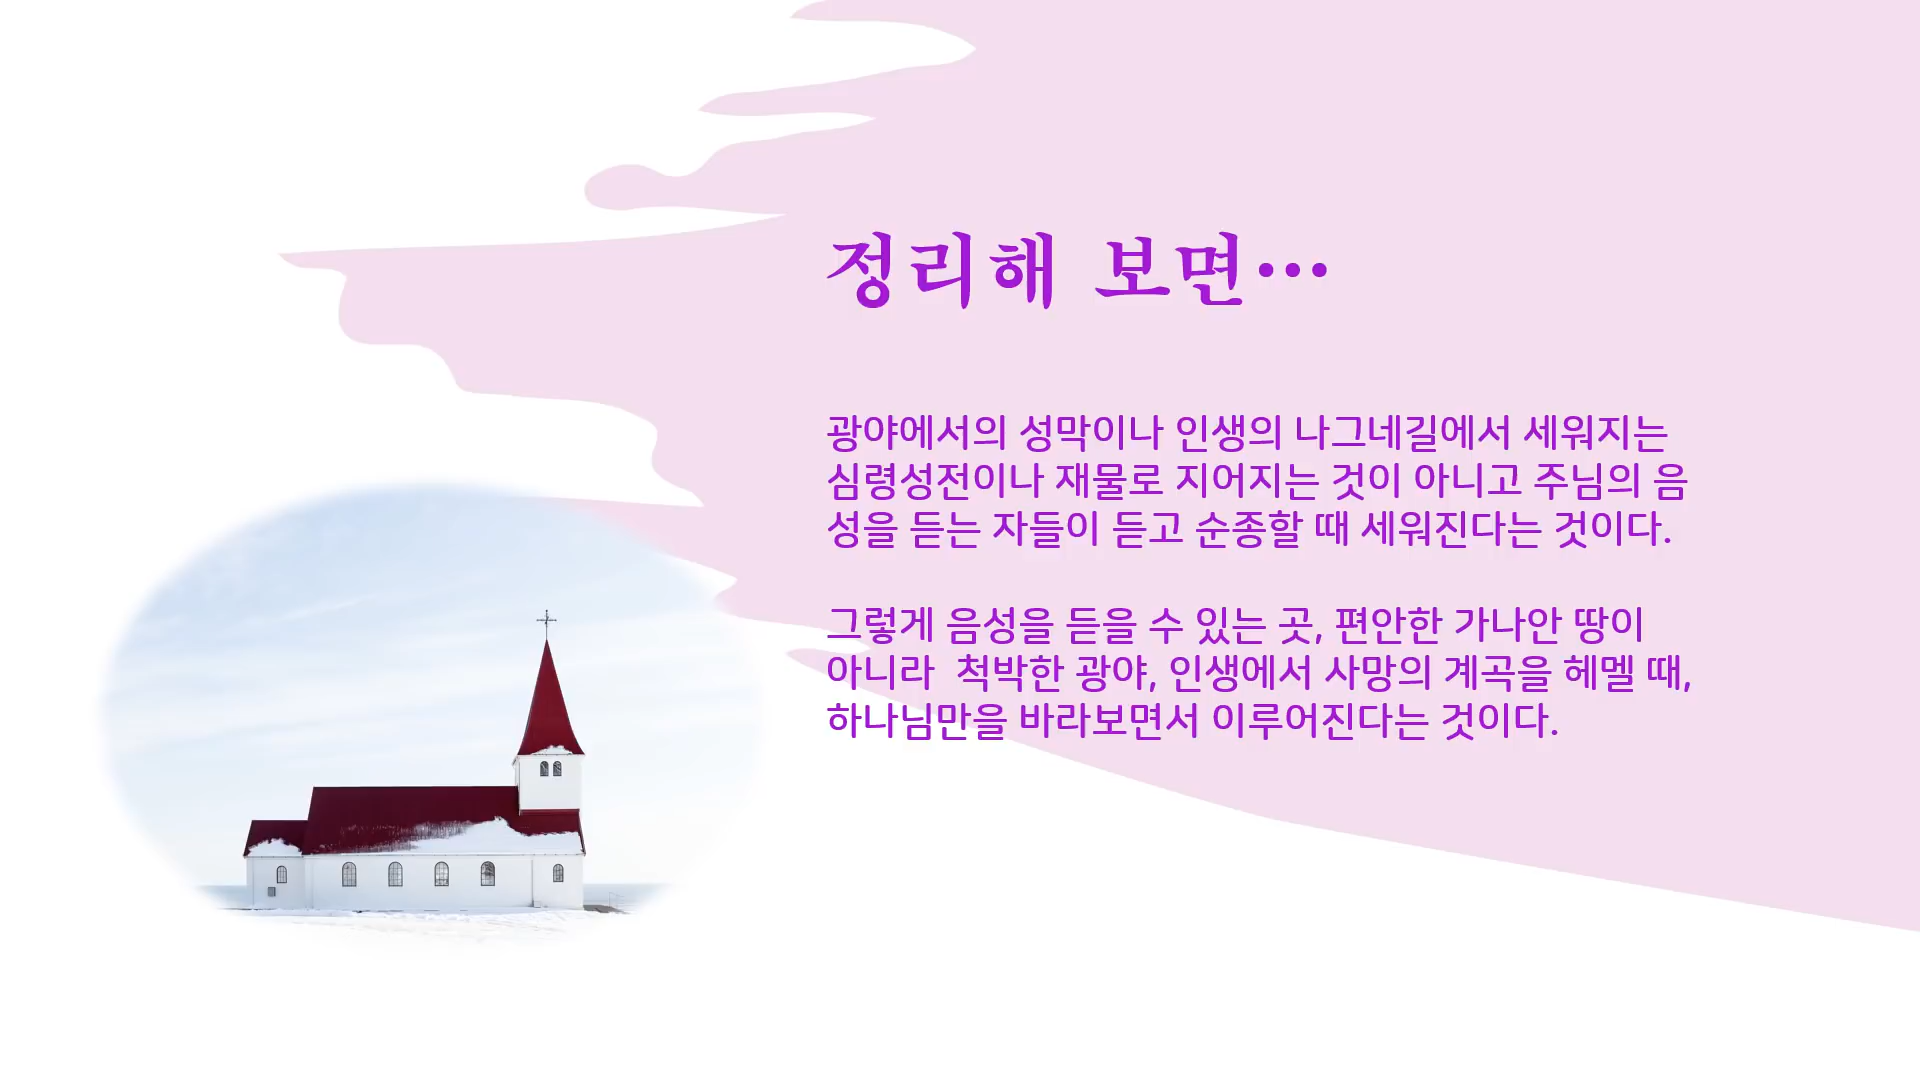 정리해 보면…
광야에서의 성막이나 인생의 나그네길에서 세워지는
심령성전이나 재물로 지어지는 것이 아니고 주님의 음
성을 듣는 자들이 듣고 순종할 때 세워진다는 것이다.
그렇게 음성을 듣을 수 있는 곳, 편안한 가나안 땅이
아니라  척박한 광야, 인생에서 사망의 계곡을 헤멜 때,
하나님만을 바라보면서 이루어진다는 것이다.